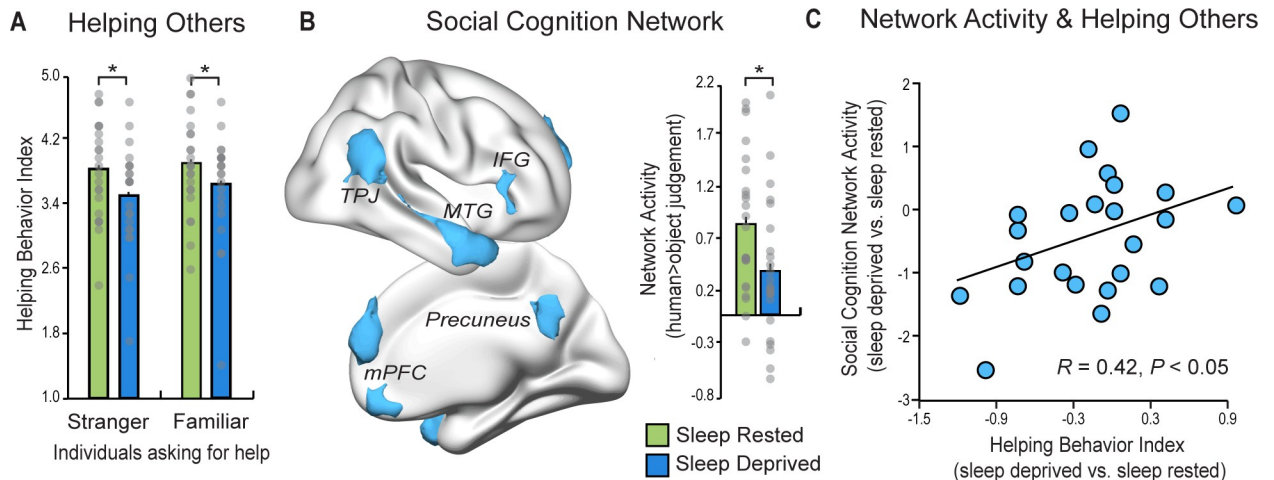 A Helping Others
Helping Behavior Index
5.0
4.2
3.4
2.6
1.8
1.0
*
*
Stranger Familiar
Individuals asking for help
B Social Cognition Network
TPJ
IFG
MTG
Precuneus
mPFC
Network Activity
(human>object judgement)
2.2
1.7
1.2
0.7
0.2
-0.3
-0.8
*
Sleep Rested
Sleep Deprived
C Network Activity & Helping Others
Social Cognition Network Activity
(sleep deprived vs. sleep rested)
2
1
0
-1
-2
-3
R = 0.42, P < 0.05
-1.5 -0.9 -0.3 0.3 0.9
Helping Behavior Index
(sleep deprived vs. sleep rested)